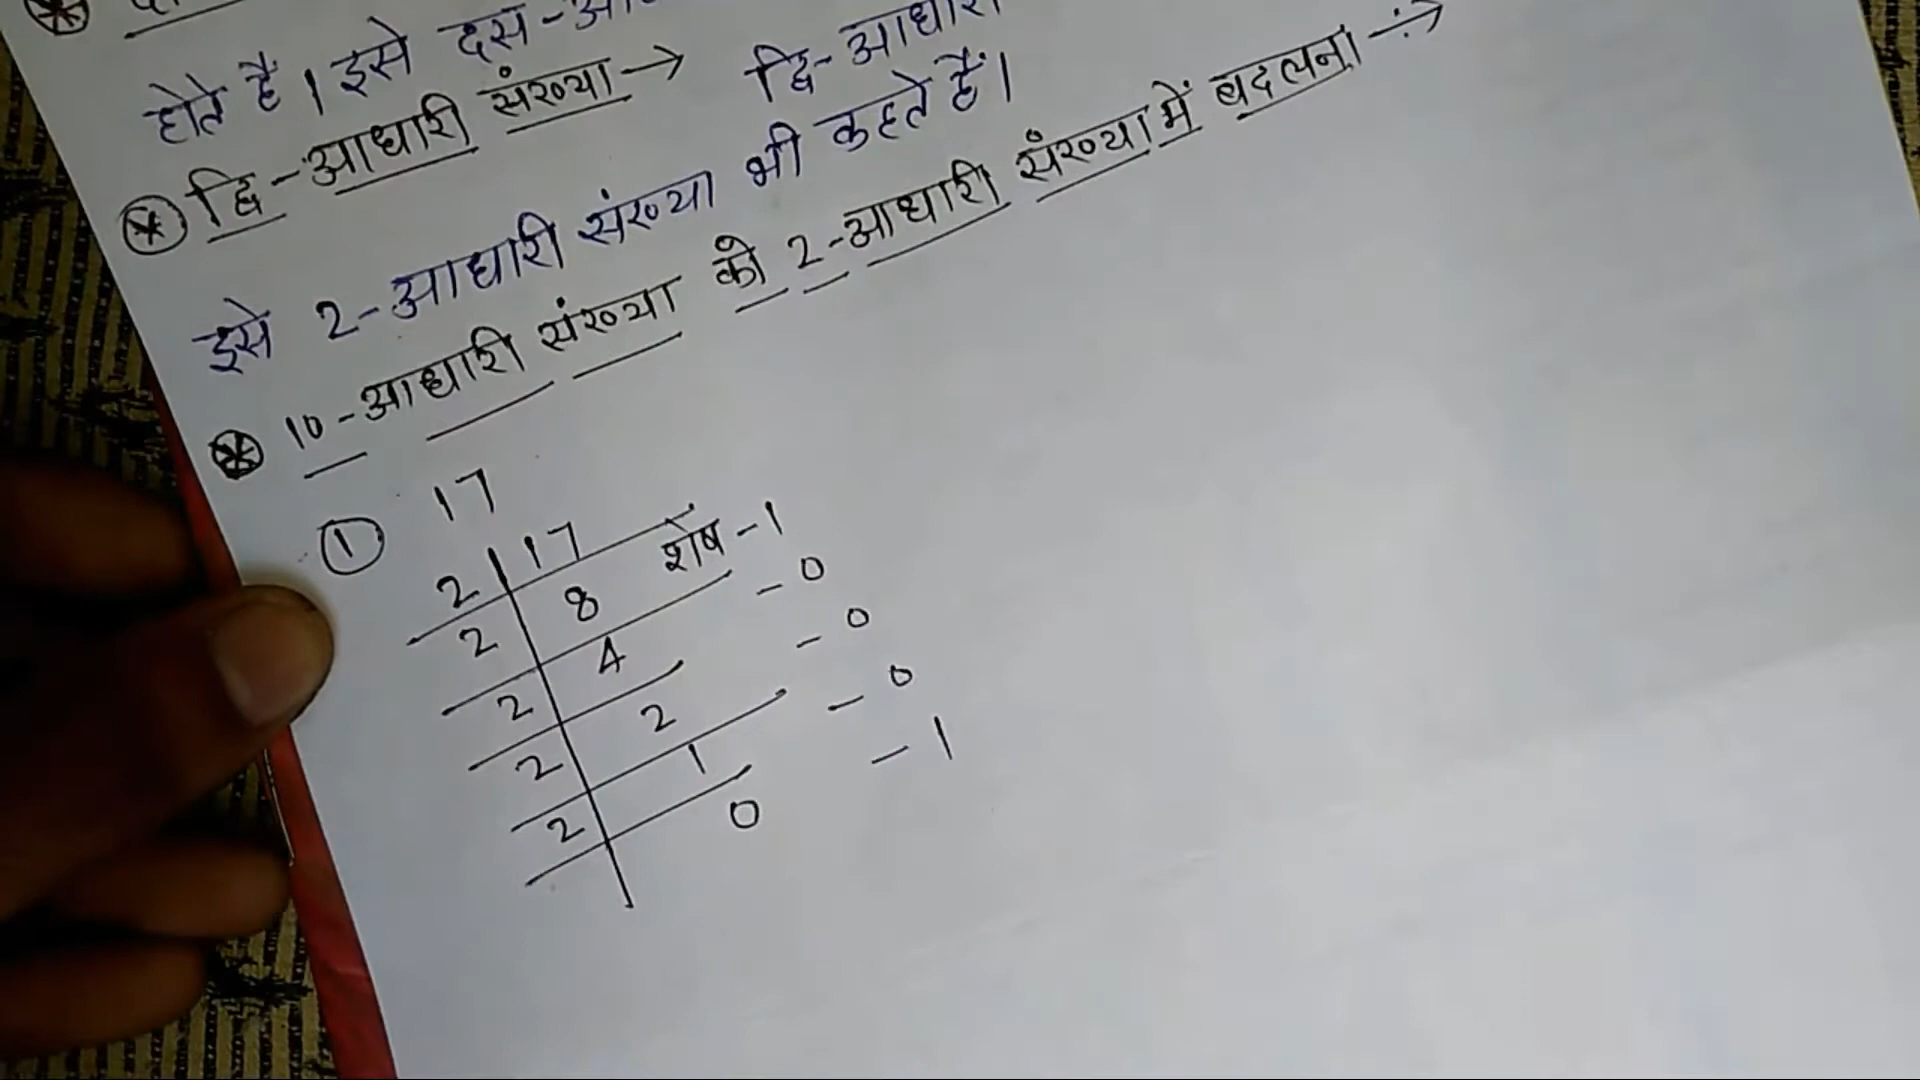 होते हैं। इसे दस-आ
* द्वि-आधारी संख्या → द्वि-आधारी
इसे 2-आधारी संख्या भी कहते हैं।
* 10-आधारी संख्या को 2-आधारी संख्या में बदलना -:→
① 17
2 | 17 शेष - 1
2 | 8 - 0
2 | 4 - 0
2 | 2 - 0
2 | 1 - 1
0